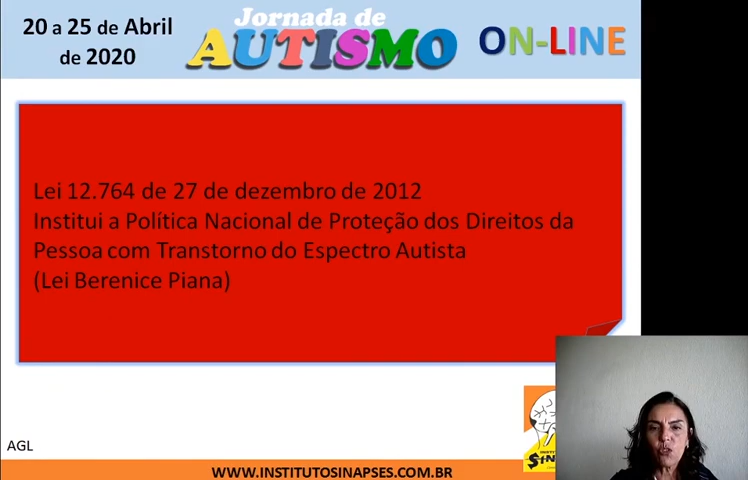 20 a 25 de Abril
de 2020
Jornada de
AUTISMO
ON-LINE
Lei 12.764 de 27 de dezembro de 2012
Institui a Política Nacional de Proteção dos Direitos da
Pessoa com Transtorno do Espectro Autista
(Lei Berenice Piana)
AGL
WWW.INSTITUTOSINAPSES.COM.BR